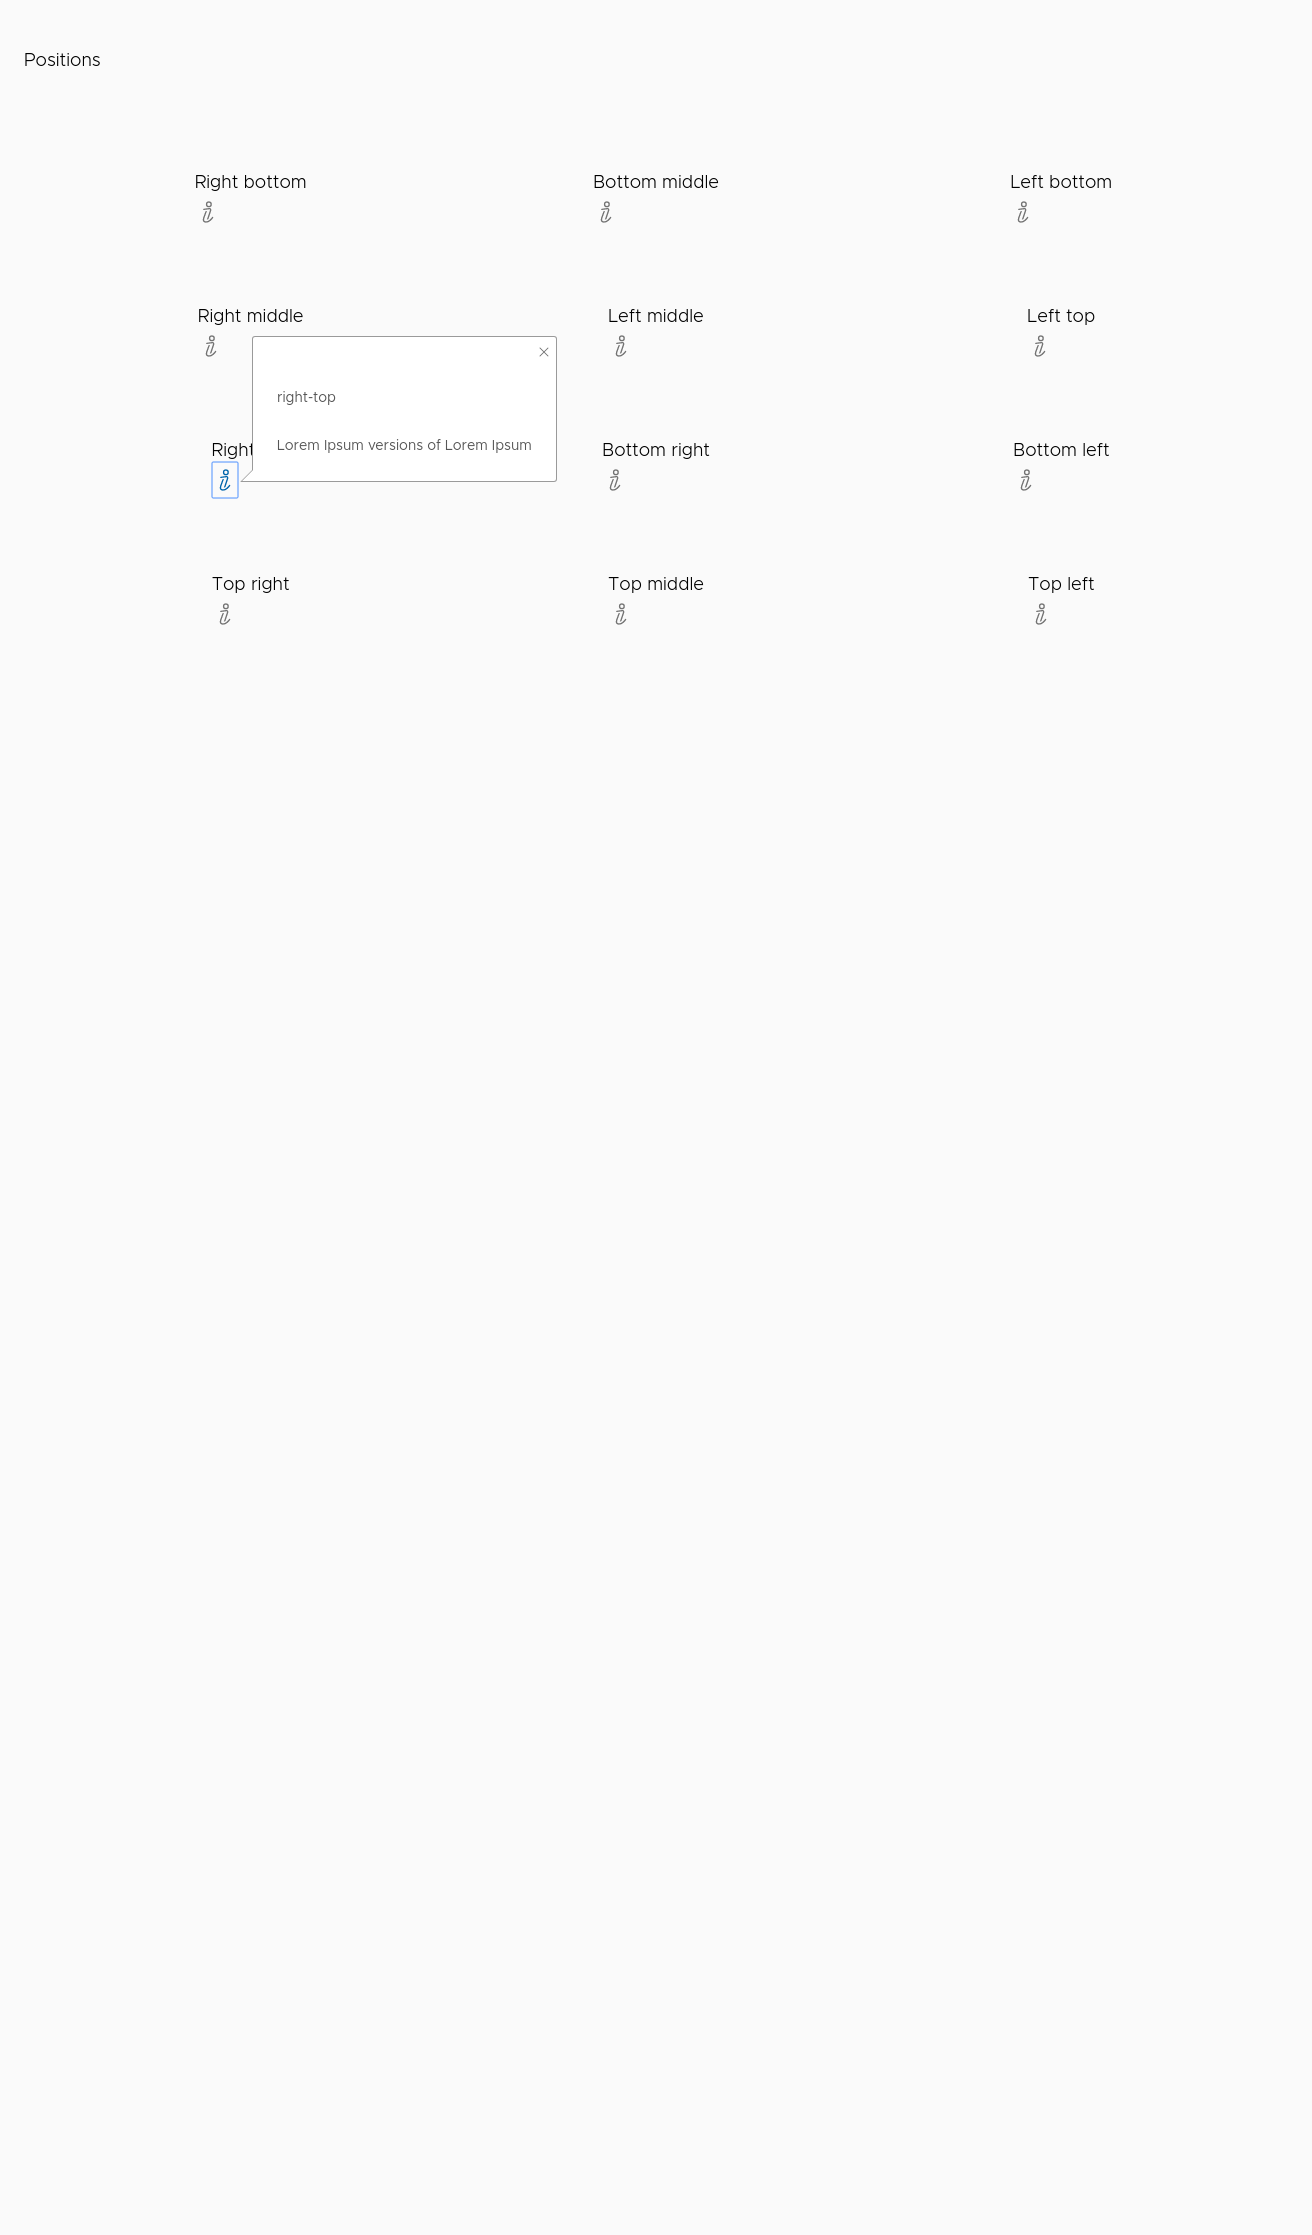 Positions
Right bottom
Bottom middle
Left bottom
Right middle
Left middle
Left top
right-top
Lorem Ipsum versions of Lorem Ipsum
Right
Bottom right
Bottom left
Top right
Top middle
Top left